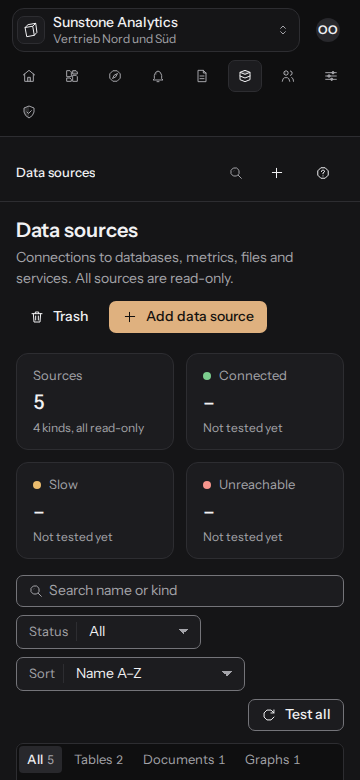 Sunstone Analytics
Vertrieb Nord und Süd
OO
Data sources
Data sources
Connections to databases, metrics, files and
services. All sources are read-only.
Trash
Add data source
Sources
5
4 kinds, all read-only
Connected
–
Not tested yet
Slow
–
Not tested yet
Unreachable
–
Not tested yet
Search name or kind
Status All
Sort Name A–Z
Test all
All 5 Tables 2 Documents 1 Graphs 1